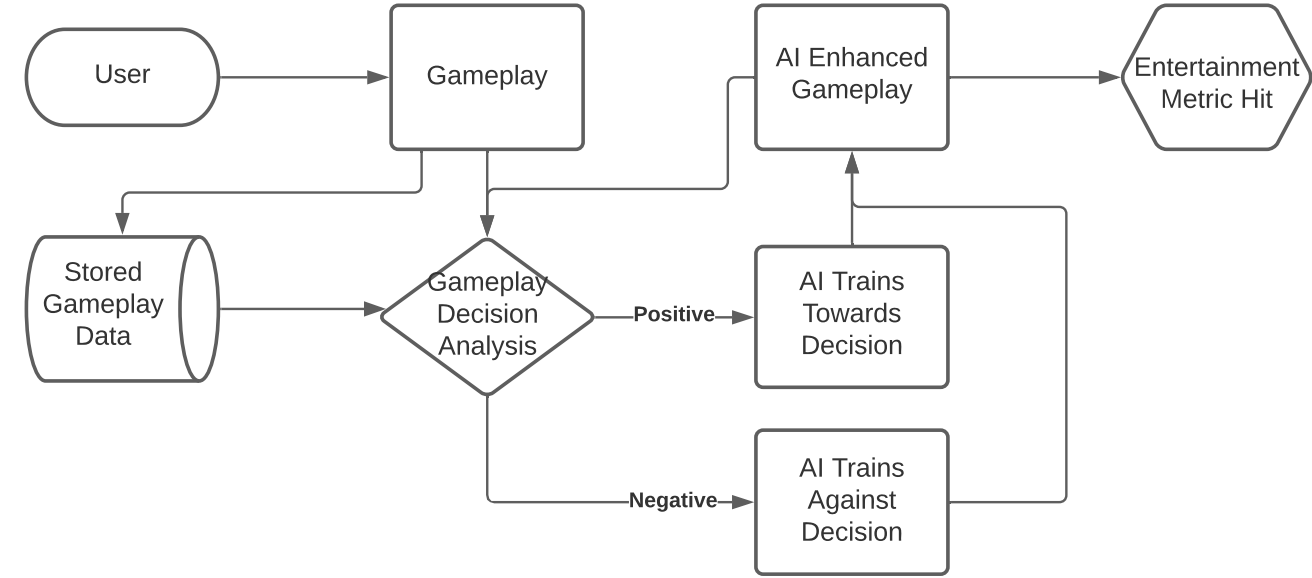 User
Gameplay
AI Enhanced
Gameplay
Entertainment
Metric Hit
Stored
Gameplay
Data
Gameplay
Decision
Analysis
Positive
AI Trains
Towards
Decision
Negative
AI Trains
Against
Decision